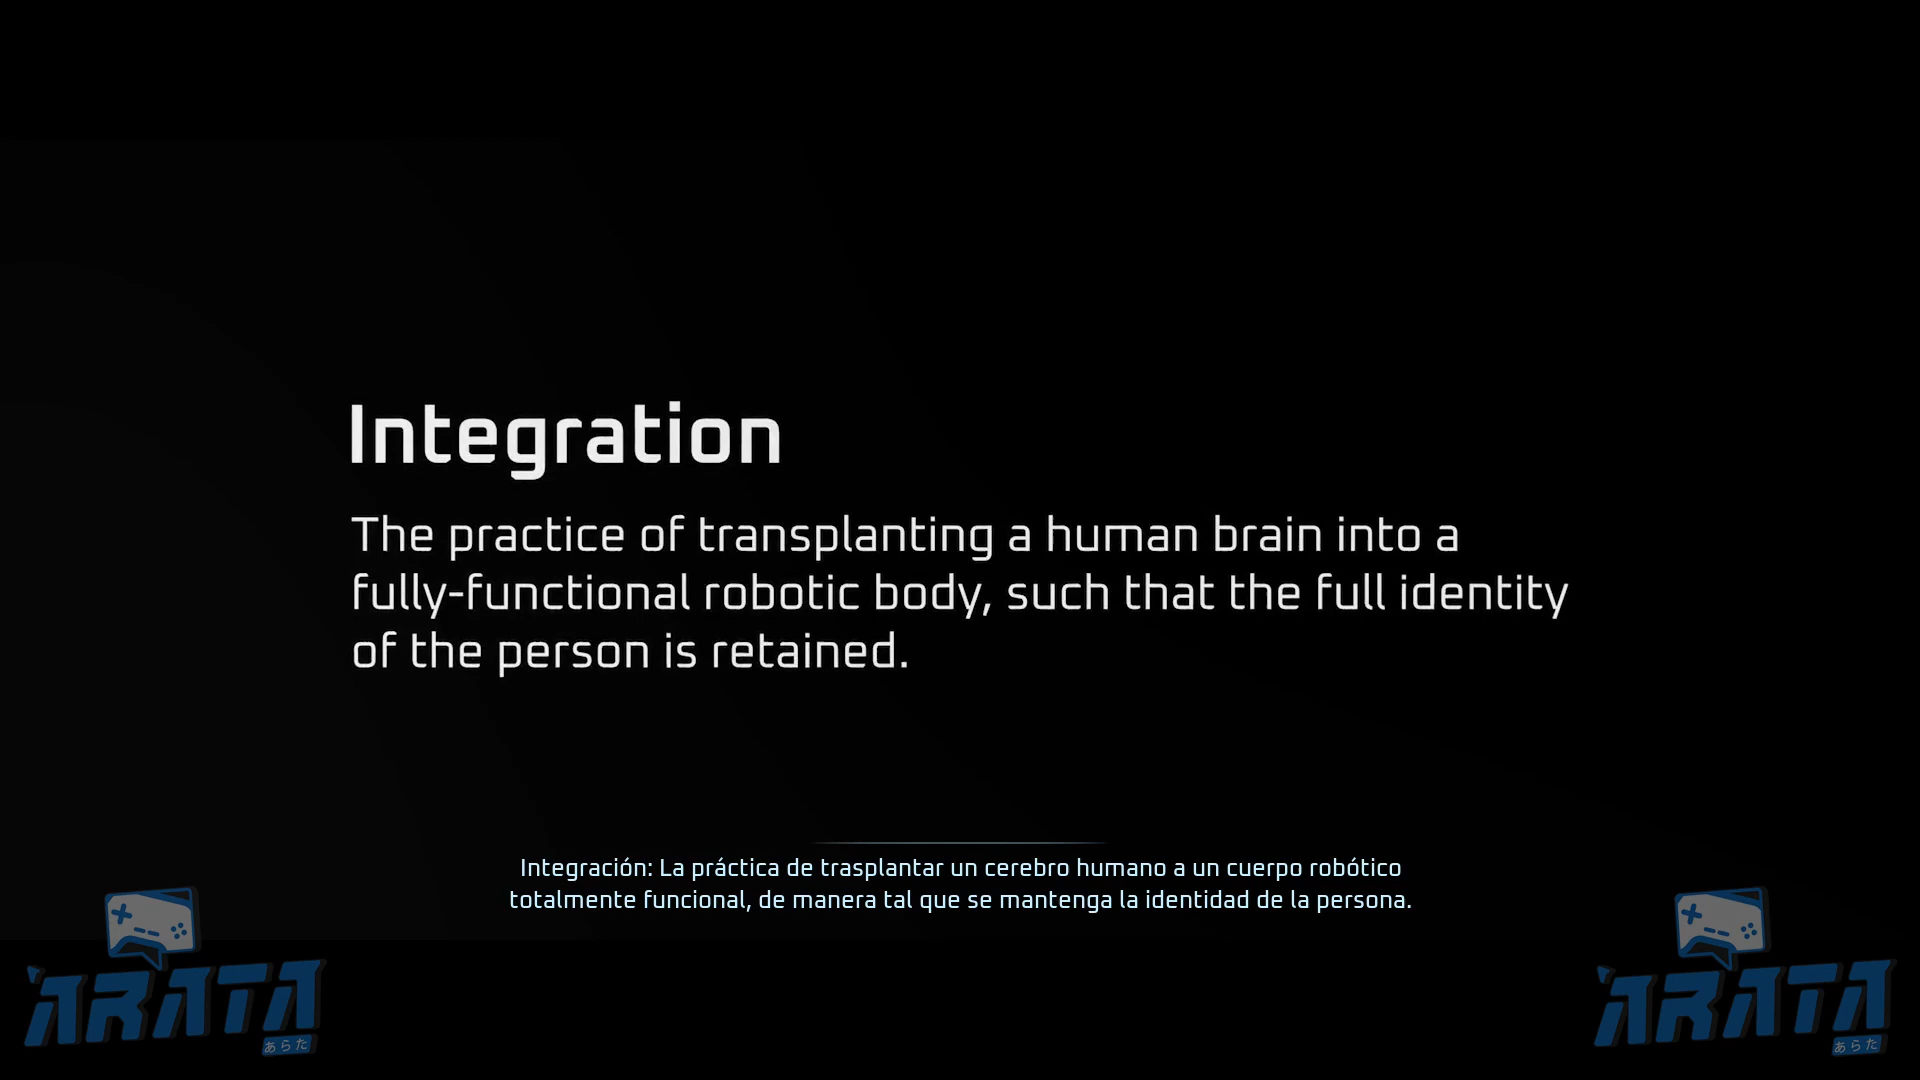 Integration
The practice of transplanting a human brain into a
fully-functional robotic body, such that the full identity
of the person is retained.
Integración: La práctica de trasplantar un cerebro humano a un cuerpo robótico
totalmente funcional, de manera tal que se mantenga la identidad de la persona.
ARATA
あらた
ARATA
あらた